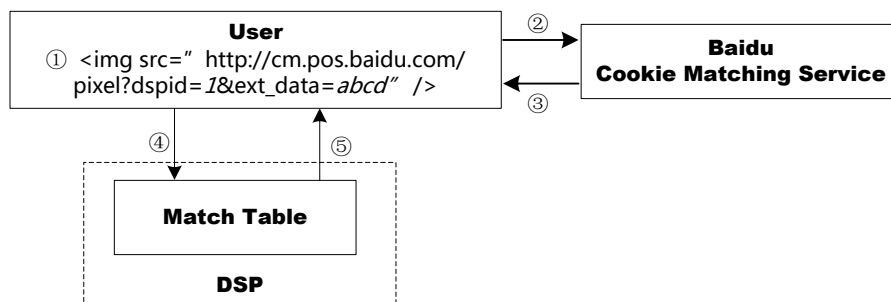 User
① <img src=” http://cm.pos.baidu.com/
pixel?dspid=1&ext_data=abcd” />
②
Baidu
Cookie Matching Service
③
④
⑤
Match Table
DSP